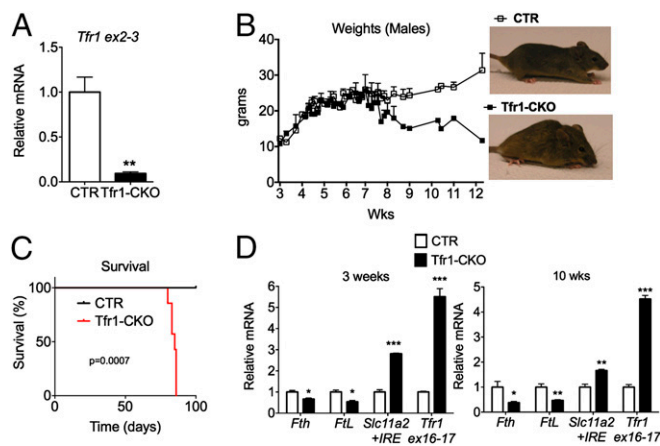 A
Tfr1 ex2-3
Relative mRNA
1.5
1.0
0.5
0.0
**
CTR Tfr1-CKO
B
Weights (Males)
grams
40
30
20
10
0
3 4 5 6 7 8 9 10 11 12
Wks
CTR
Tfr1-CKO
C
Survival
Survival (%)
100
50
0
CTR
Tfr1-CKO
p=0.0007
0 50 100
Time (days)
D
CTR
Tfr1-CKO
3 weeks
Relative mRNA
6
5
4
3
2
1
0
* * *** ***
Fth FtL Slc11a2 Tfr1
+IRE ex16-17
10 wks
Relative mRNA
5
4
3
2
1
0
* ** ** ***
Fth FtL Slc11a2 Tfr1
+IRE ex16-17